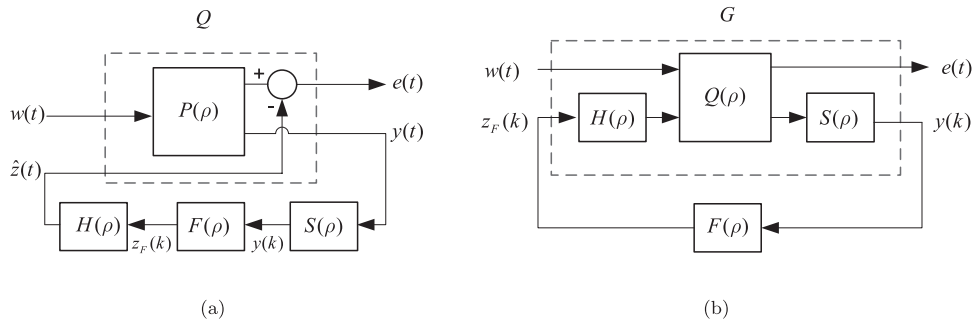 Q
w(t)
P(ρ)
+
-
e(t)
y(t)
ẑ(t)
H(ρ)
z_F(k)
F(ρ)
y(k)
S(ρ)
(a)
G
w(t)
z_F(k)
H(ρ)
Q(ρ)
S(ρ)
e(t)
y(k)
F(ρ)
(b)